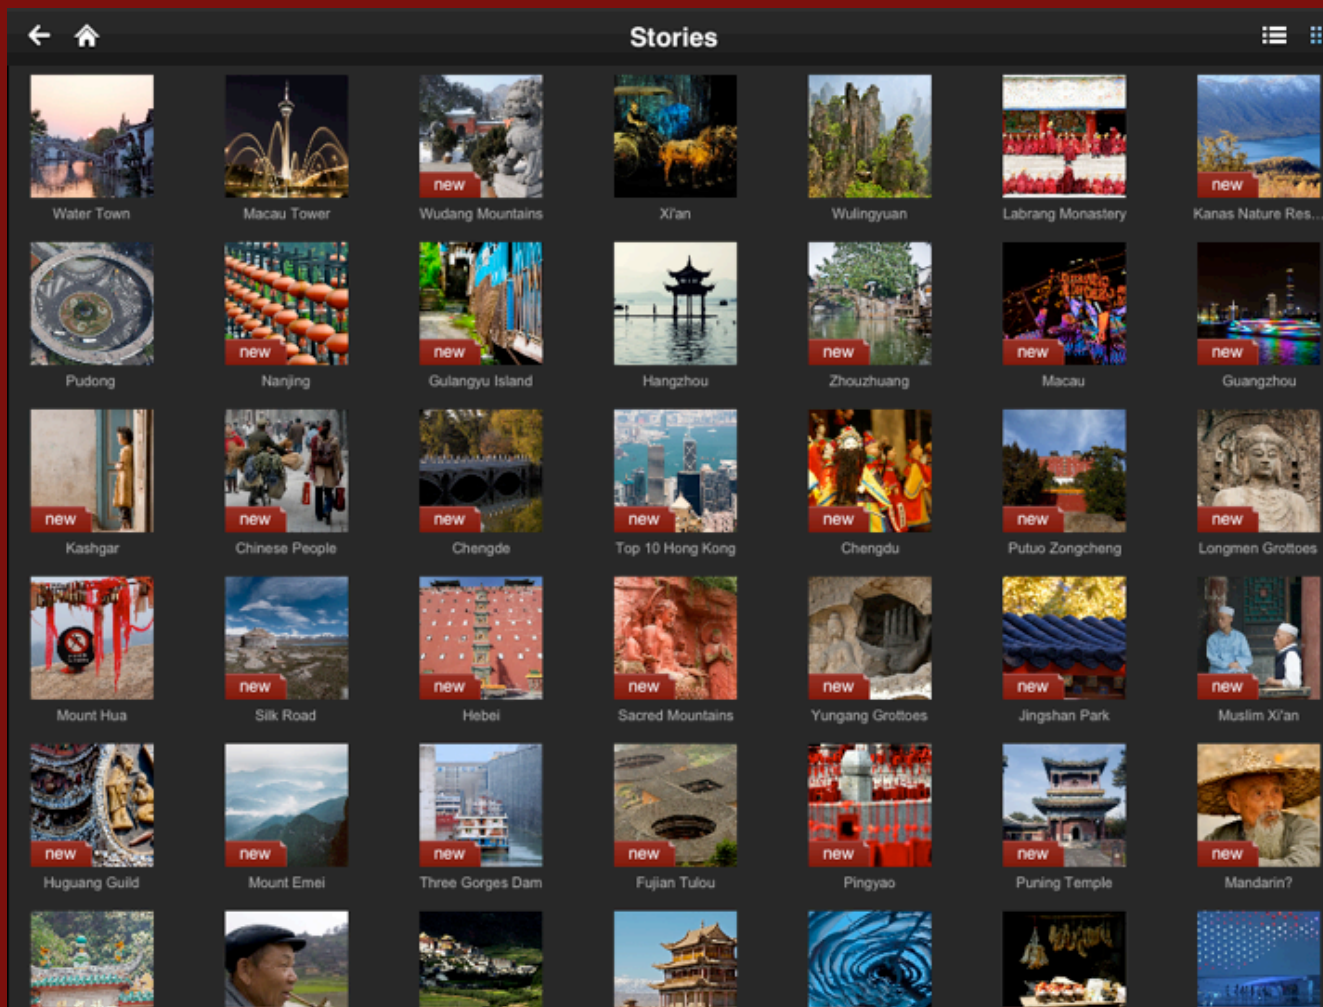 Stories
new
new
Water Town
Macau Tower
Wudang Mountains
Xi'an
Wulingyuan
Labrang Monastery
Kanas Nature Res...
new
new
new
new
new
Pudong
Nanjing
Gulangyu Island
Hangzhou
Zhouzhuang
Macau
Guangzhou
new
new
new
new
new
new
new
Kashgar
Chinese People
Chengde
Top 10 Hong Kong
Chengdu
Putuo Zongcheng
Longmen Grottoes
new
new
new
new
new
new
Mount Hua
Silk Road
Hebei
Sacred Mountains
Yungang Grottoes
Jingshan Park
Muslim Xi'an
new
new
new
new
new
new
new
Huguang Guild
Mount Emei
Three Gorges Dam
Fujian Tulou
Pingyao
Puning Temple
Mandarin?